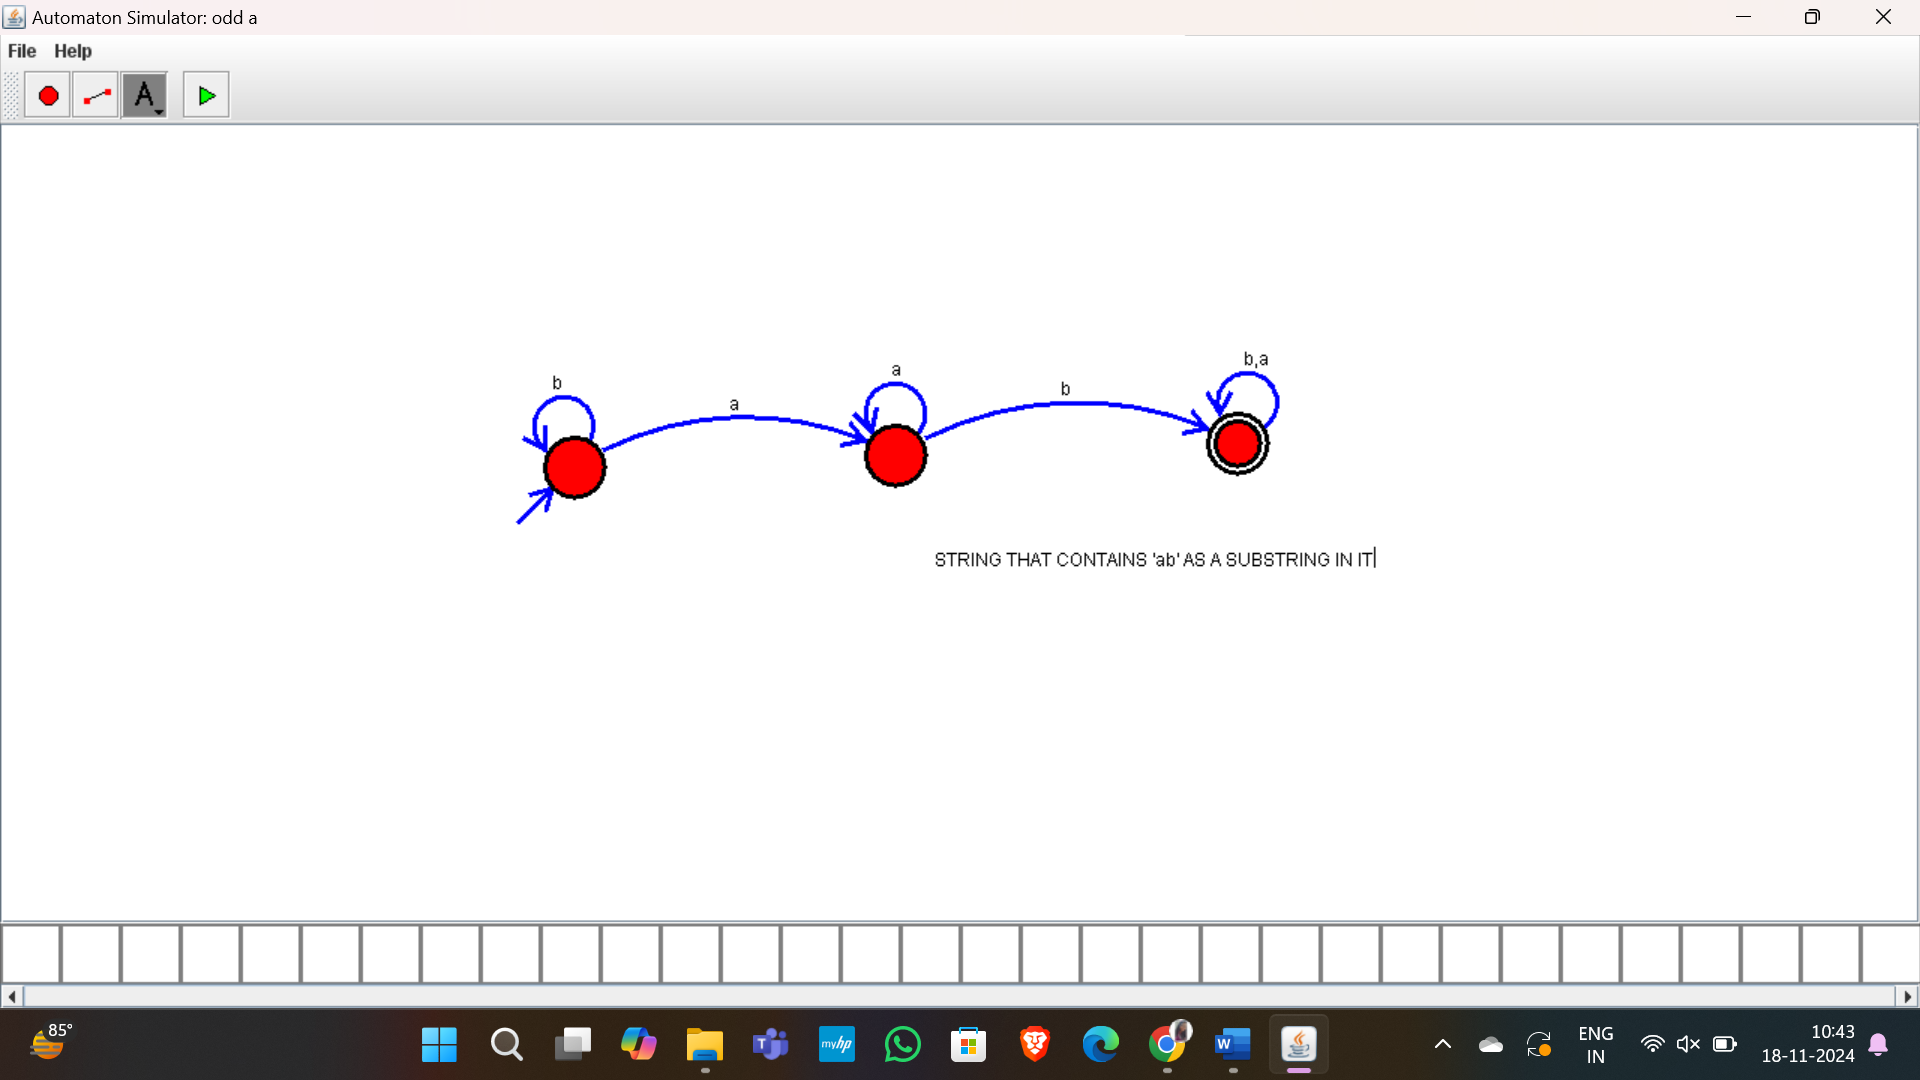 Automaton Simulator: odd a
File Help
A
b
a
a
b
b,a
STRING THAT CONTAINS 'ab' AS A SUBSTRING IN IT
85°
myhp
W
ENG
IN
10:43
18-11-2024